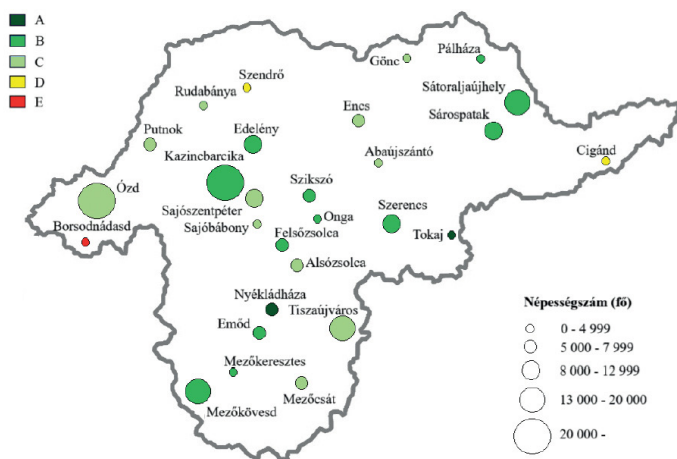 A
B
C
D
E
Gönc
Pálháza
Szendrő
Rudabánya
Sátoraljaújhely
Encs
Sárospatak
Putnok
Edelény
Kazincbarcika
Abaújszántó
Cigánd
Ózd
Szikszó
Sajószentpéter
Onga
Szerencs
Borsodnádasd
Sajóbábony
Felsőzsolca
Tokaj
Alsózsolca
Nyékládháza
Tiszaújváros
Emőd
Mezőkeresztes
Mezőkövesd
Mezőcsát
Népességszám (fő)
0 - 4 999
5 000 - 7 999
8 000 - 12 999
13 000 - 20 000
20 000 -